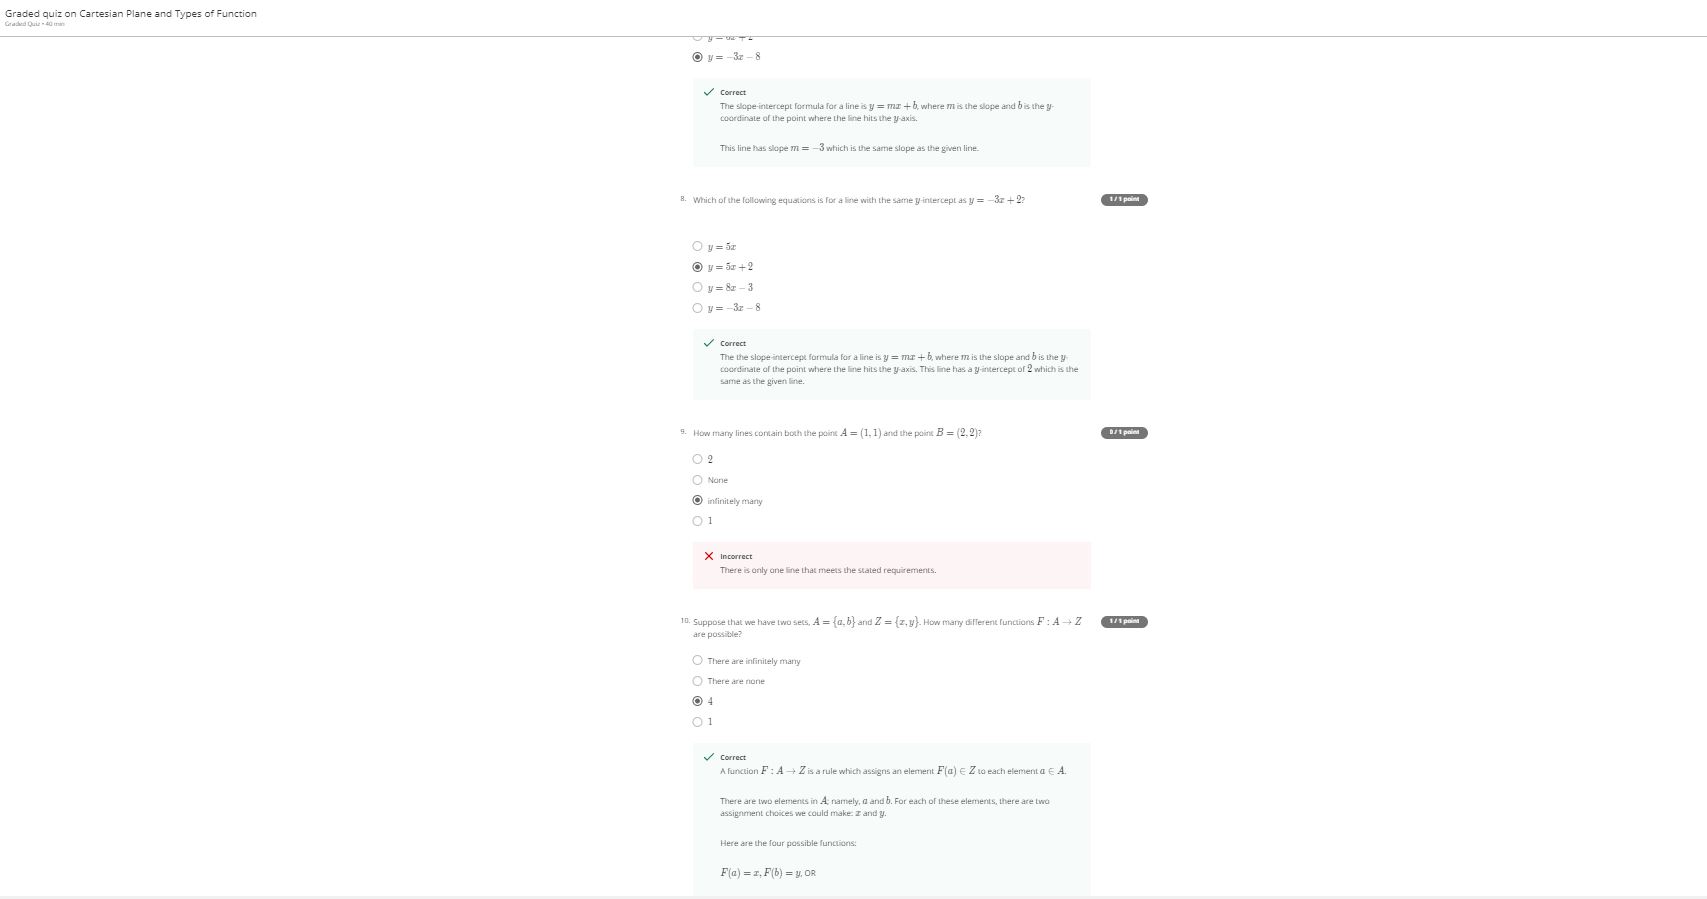 Graded quiz on Cartesian Plane and Types of Function
Graded Quiz • 40 min
y = −3x − 8
Correct
The slope-intercept formula for a line is y = mx + b, where m is the slope and b is the y-
coordinate of the point where the line hits the y-axis.
This line has slope m = −3 which is the same slope as the given line.
8. Which of the following equations is for a line with the same y-intercept as y = −3x + 2?
1 / 1 point
y = 5x
y = 5x + 2
y = 8x − 3
y = −3x − 8
Correct
The the slope-intercept formula for a line is y = mx + b, where m is the slope and b is the y-
coordinate of the point where the line hits the y-axis. This line has a y-intercept of 2 which is the
same as the given line.
9. How many lines contain both the point A = (1, 1) and the point B = (2, 2)?
0 / 1 point
2
None
infinitely many
1
Incorrect
There is only one line that meets the stated requirements.
10. Suppose that we have two sets, A = {a, b} and Z = {x, y}. How many different functions F : A → Z
are possible?
1 / 1 point
There are infinitely many
There are none
4
1
Correct
A function F : A → Z is a rule which assigns an element F(a) ∈ Z to each element a ∈ A.
There are two elements in A; namely, a and b. For each of these elements, there are two
assignment choices we could make: x and y.
Here are the four possible functions:
F(a) = x, F(b) = y, OR